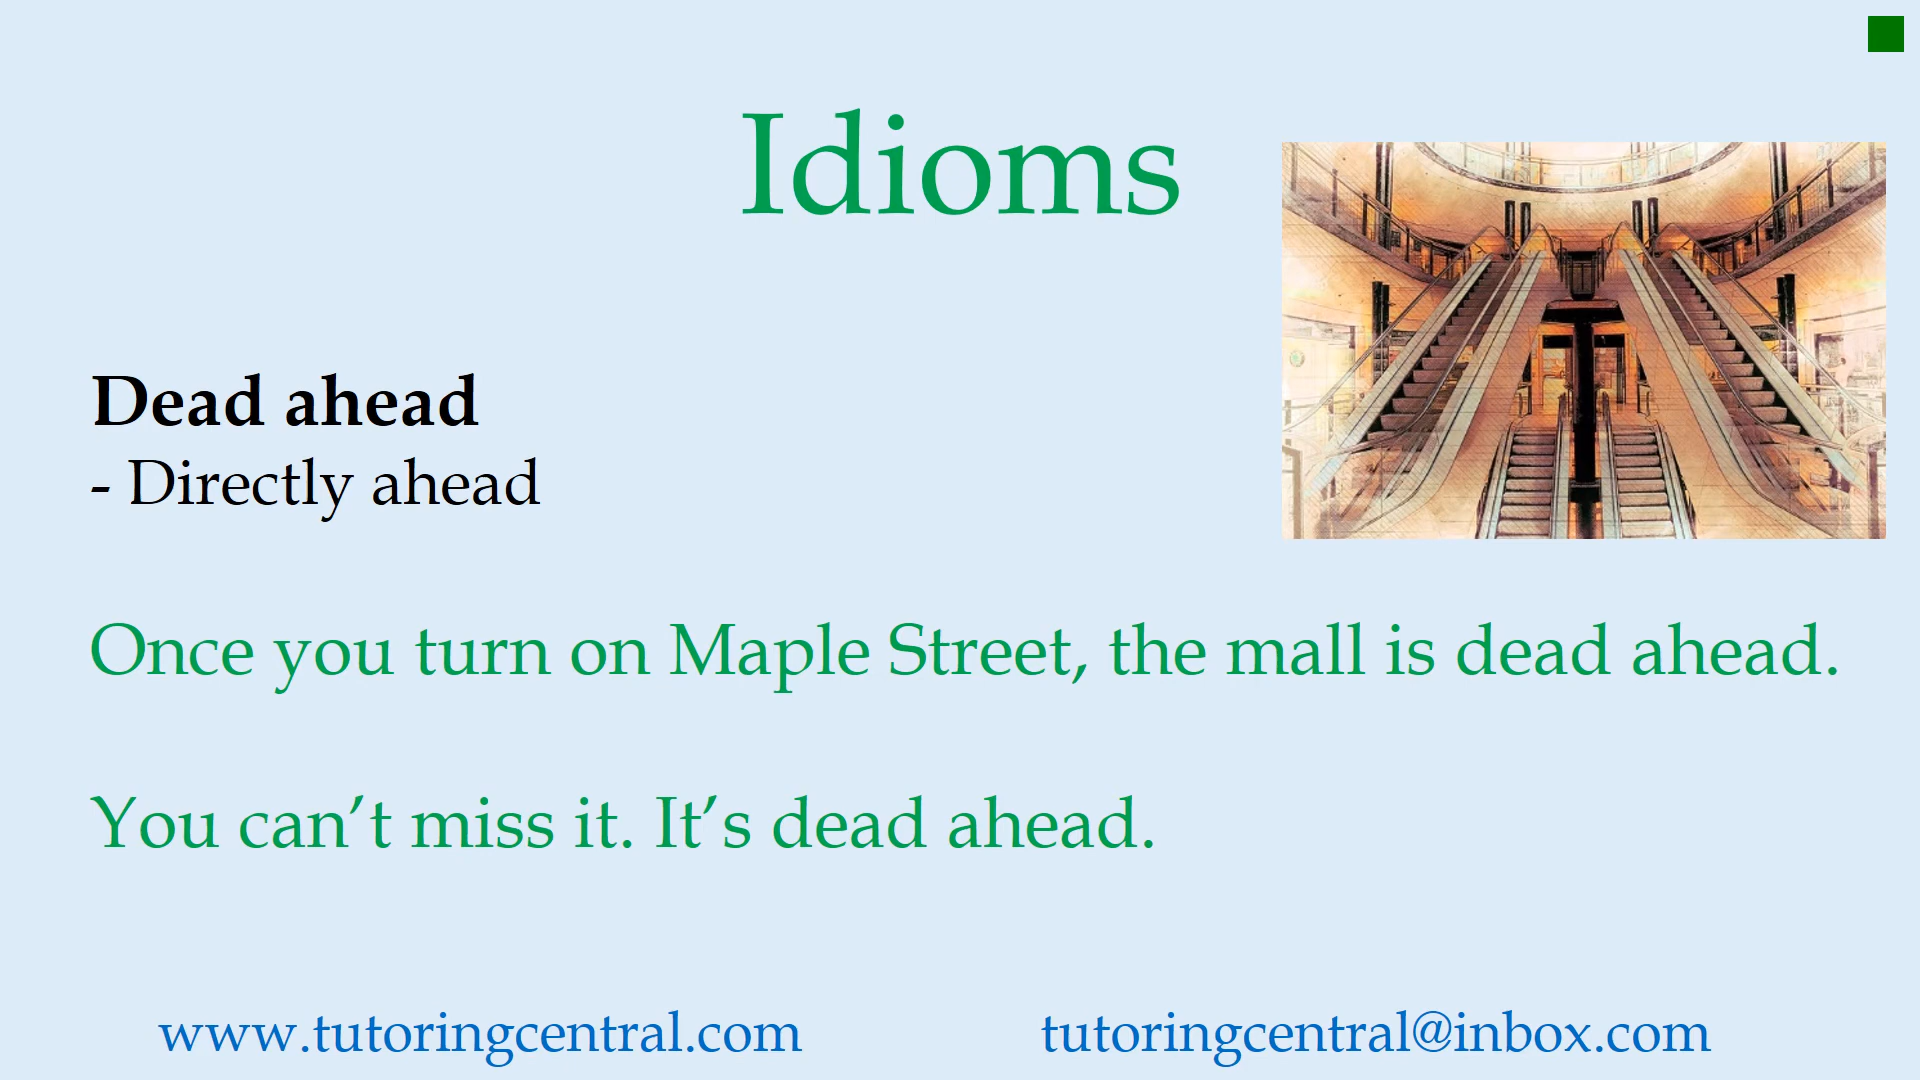 Idioms
Dead ahead
- Directly ahead
Once you turn on Maple Street, the mall is dead ahead.
You can’t miss it. It’s dead ahead.
www.tutoringcentral.com
tutoringcentral@inbox.com